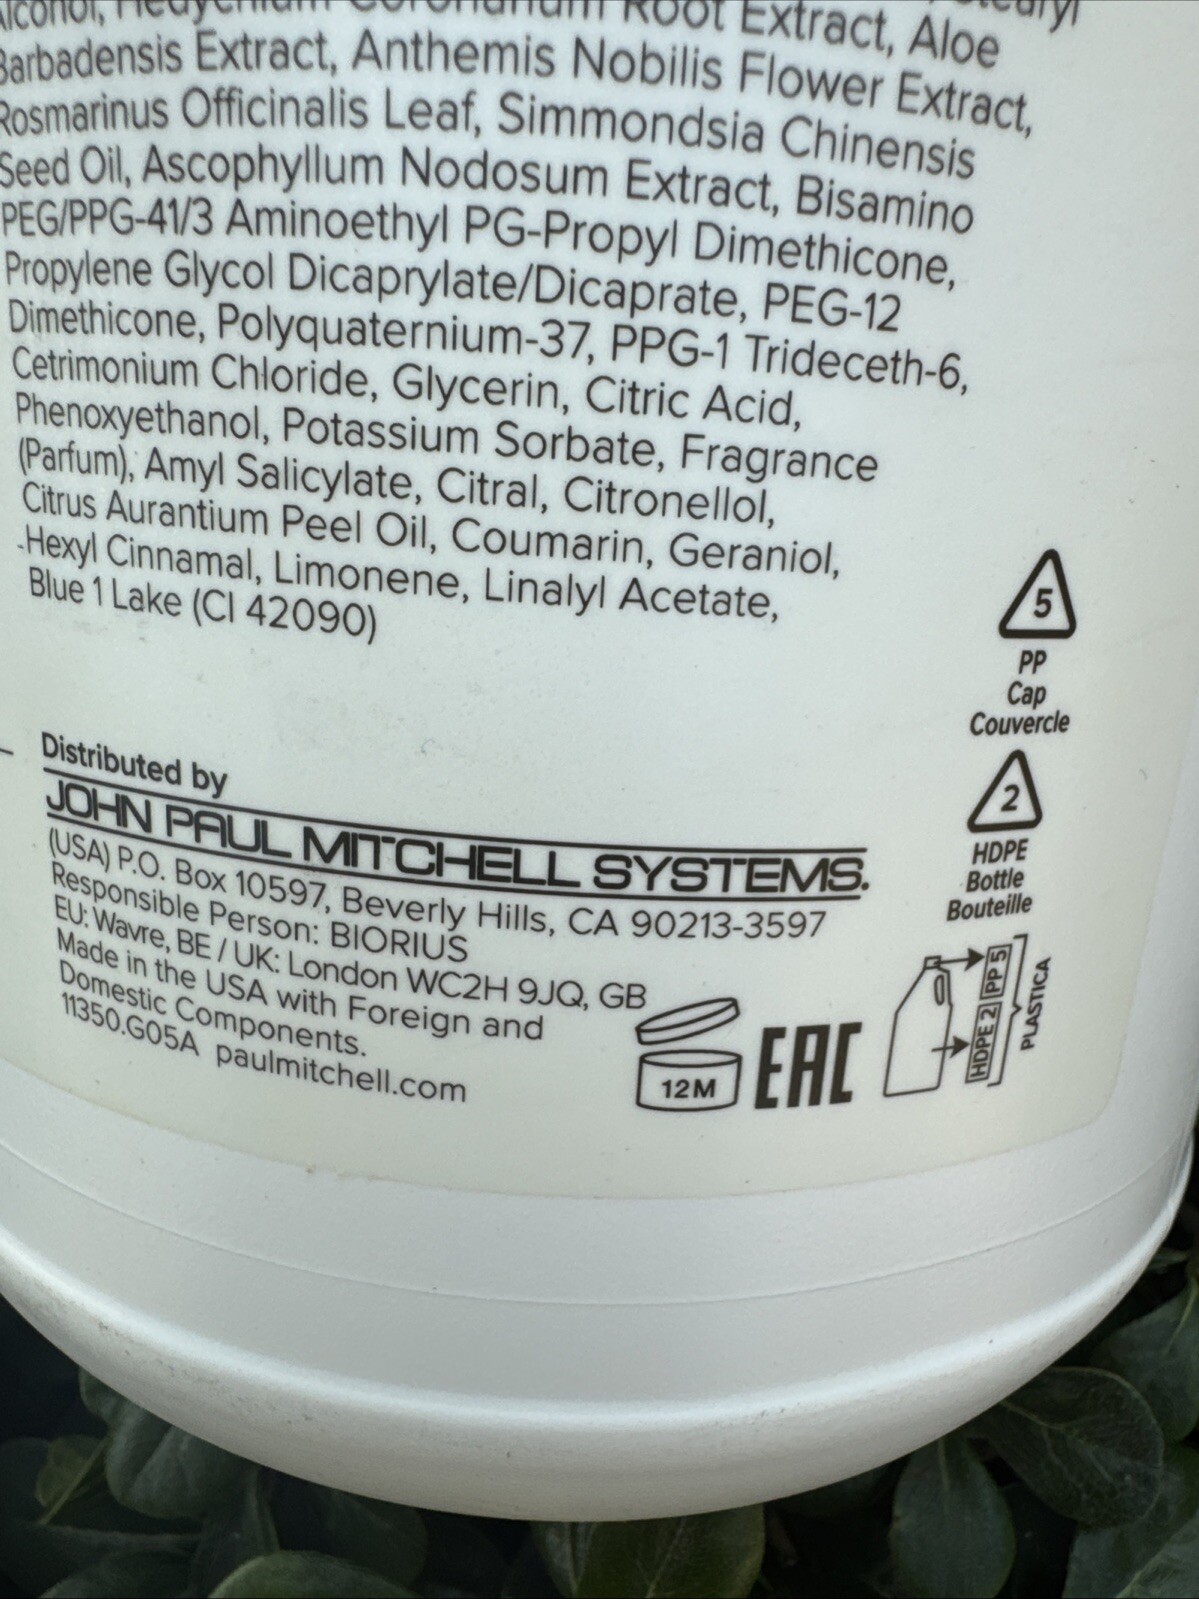 Root Extract, Aloe
Barbadensis Extract, Anthemis Nobilis Flower Extract,
Rosmarinus Officinalis Leaf, Simmondsia Chinensis
Seed Oil, Ascophyllum Nodosum Extract, Bisamino
PEG/PPG-41/3 Aminoethyl PG-Propyl Dimethicone,
Propylene Glycol Dicaprylate/Dicaprate, PEG-12
Dimethicone, Polyquaternium-37, PPG-1 Trideceth-6,
Cetrimonium Chloride, Glycerin, Citric Acid,
Phenoxyethanol, Potassium Sorbate, Fragrance
(Parfum), Amyl Salicylate, Citral, Citronellol,
Citrus Aurantium Peel Oil, Coumarin, Geraniol,
-Hexyl Cinnamal, Limonene, Linalyl Acetate,
Blue 1 Lake (CI 42090)
Distributed by
JOHN PAUL MITCHELL SYSTEMS.
(USA) P.O. Box 10597, Beverly Hills, CA 90213-3597
Responsible Person: BIORIUS
EU: Wavre, BE / UK: London WC2H 9JQ, GB
Made in the USA with Foreign and
Domestic Components.
11350.G05A paulmitchell.com
12M
EAC
5
PP
Cap
Couvercle
2
HDPE
Bottle
Bouteille
PP 5
HDPE 2
PLASTICA